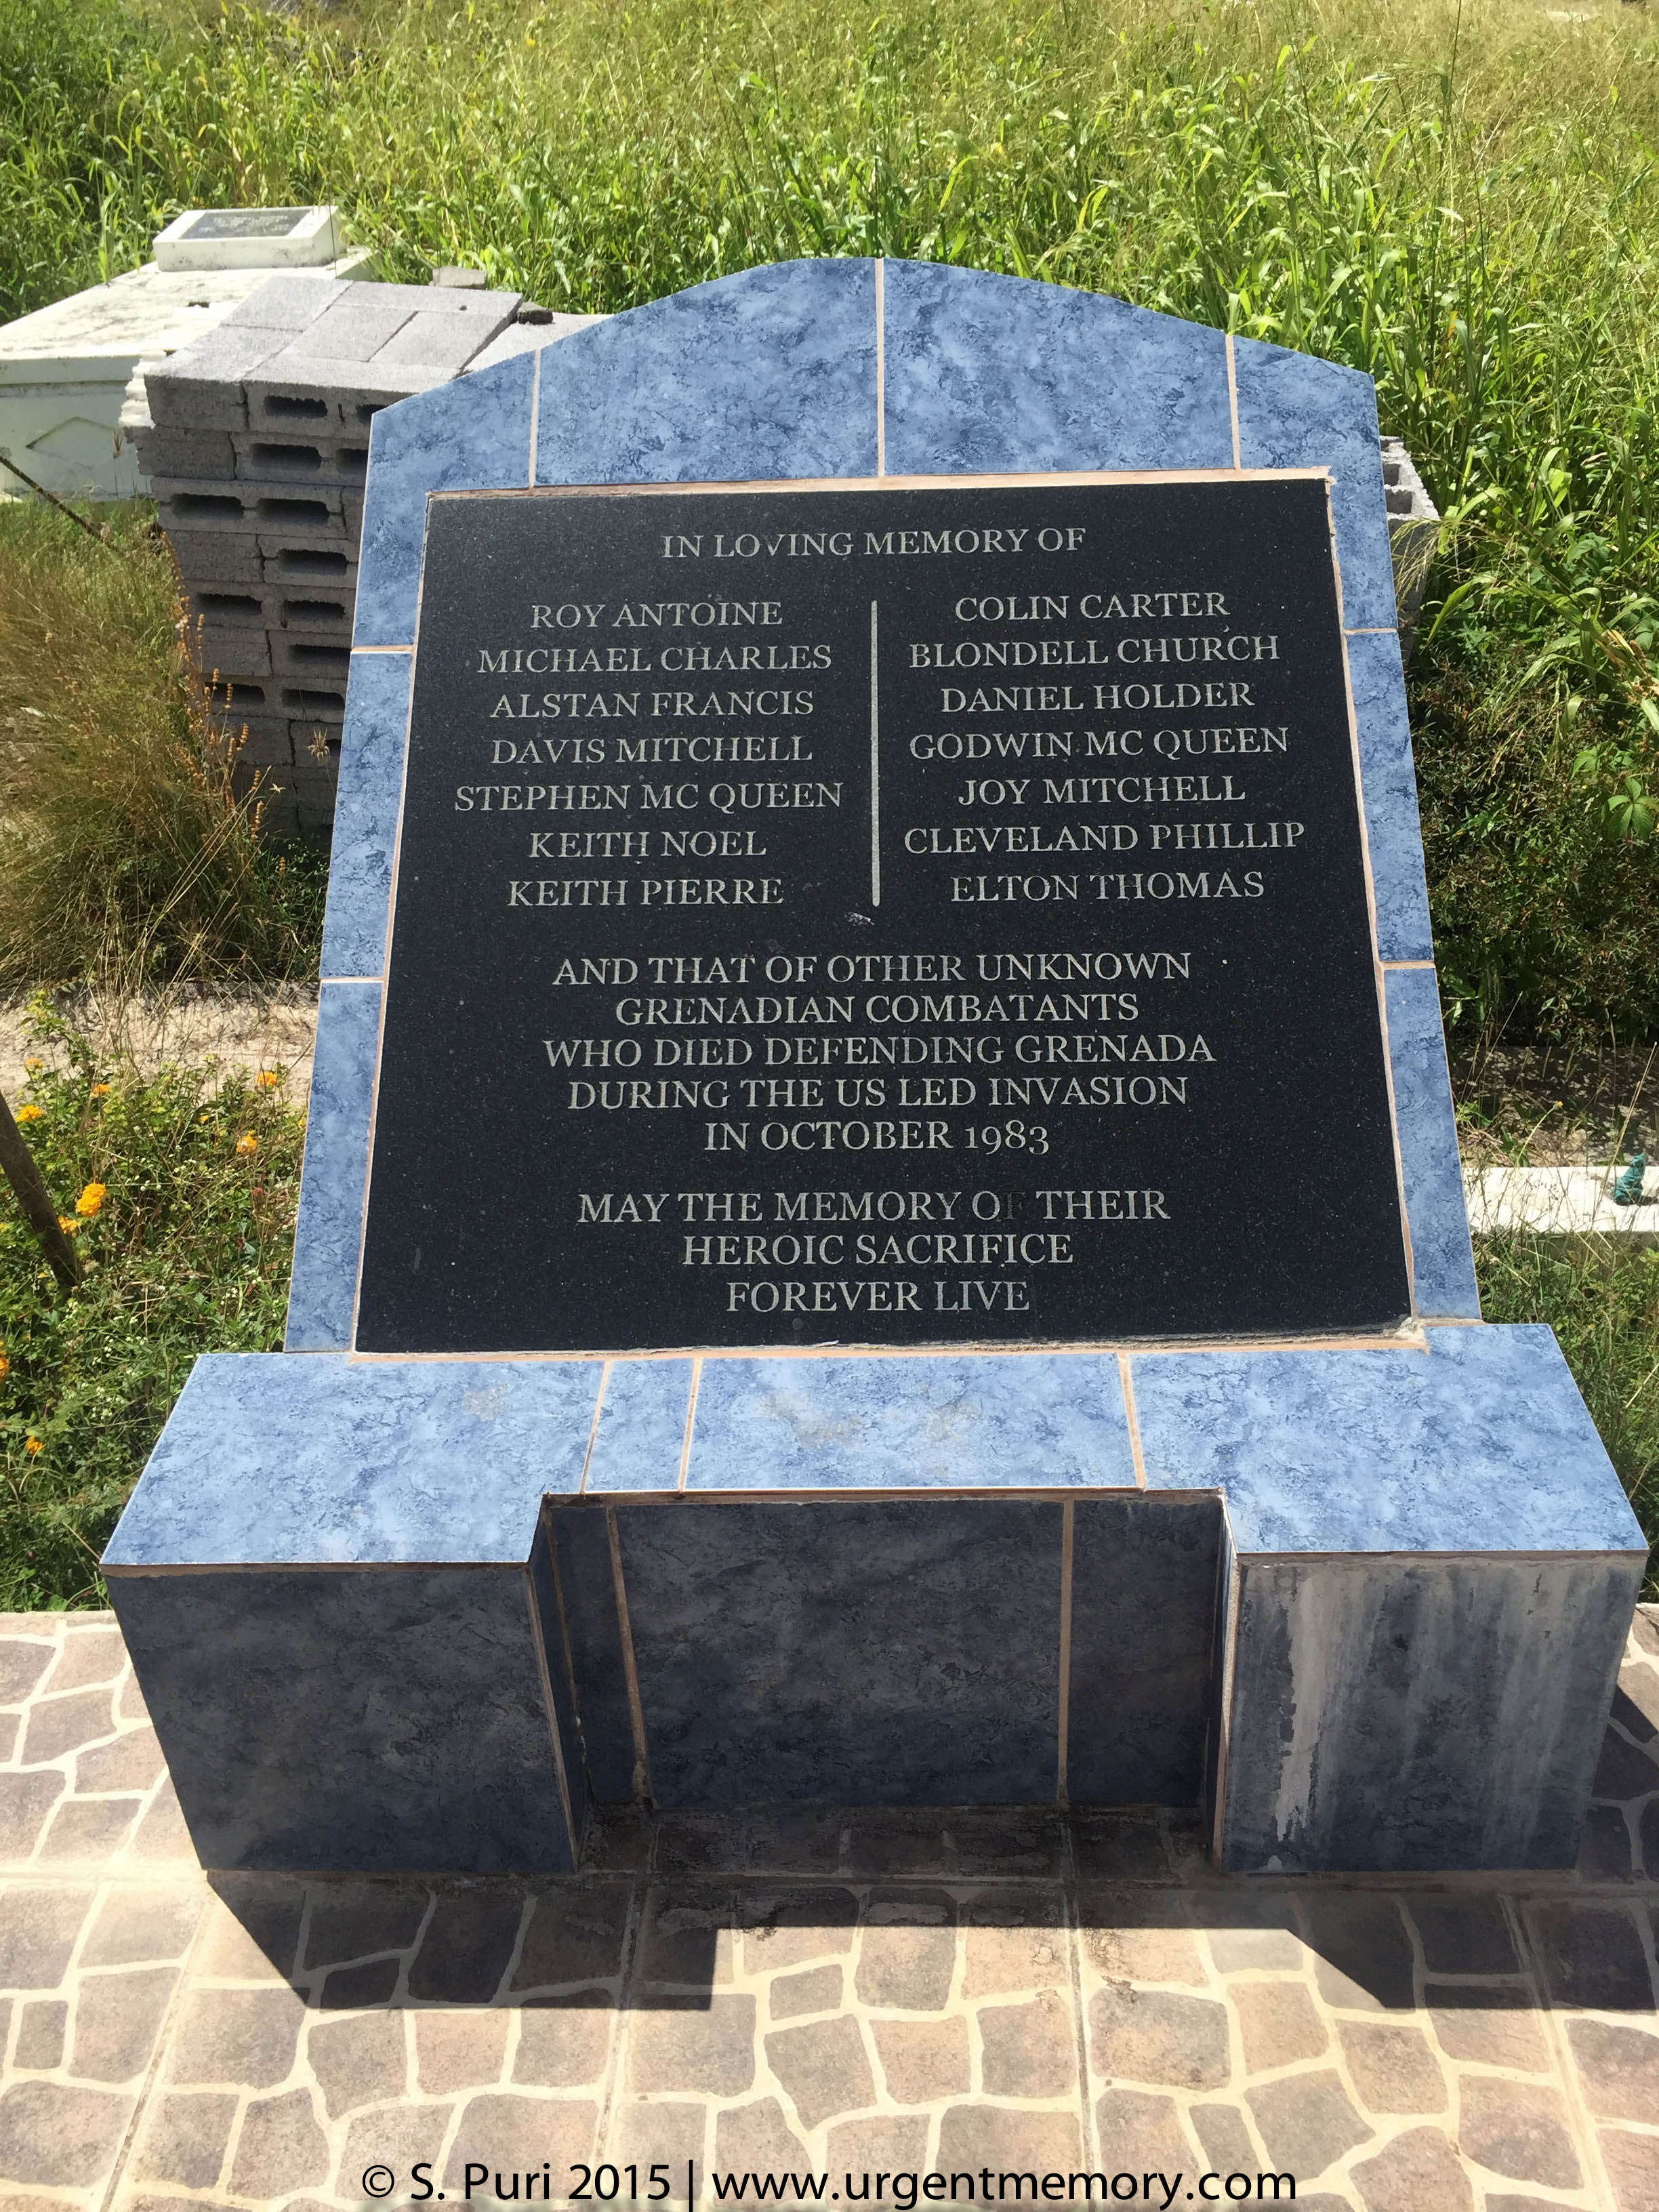 IN LOVING MEMORY OF
ROY ANTOINE
MICHAEL CHARLES
ALSTAN FRANCIS
DAVIS MITCHELL
STEPHEN MC QUEEN
KEITH NOEL
KEITH PIERRE
COLIN CARTER
BLONDELL CHURCH
DANIEL HOLDER
GODWIN MC QUEEN
JOY MITCHELL
CLEVELAND PHILLIP
ELTON THOMAS
AND THAT OF OTHER UNKNOWN
GRENADIAN COMBATANTS
WHO DIED DEFENDING GRENADA
DURING THE US LED INVASION
IN OCTOBER 1983
MAY THE MEMORY OF THEIR
HEROIC SACRIFICE
FOREVER LIVE
© S. Puri 2015 | www.urgentmemory.com